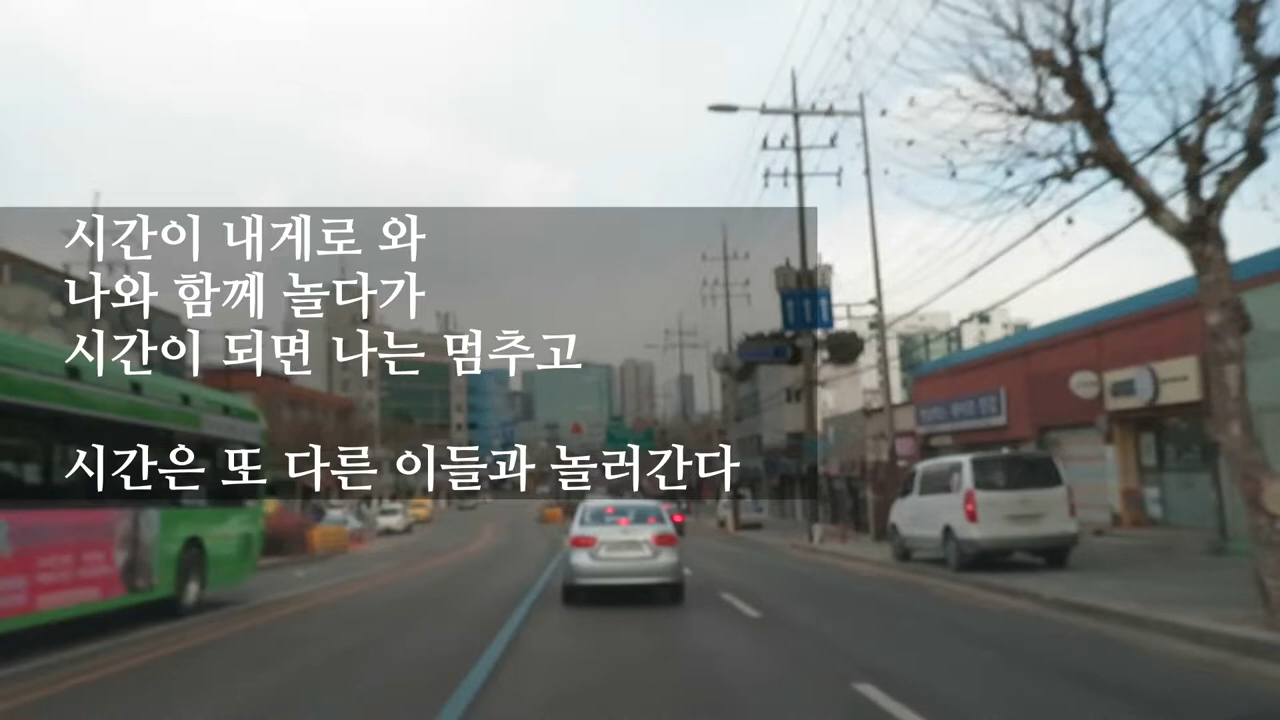 시간이 내게로 와
나와 함께 놀다가
시간이 되면 나는 멈추고
시간은 또 다른 이들과 놀러간다